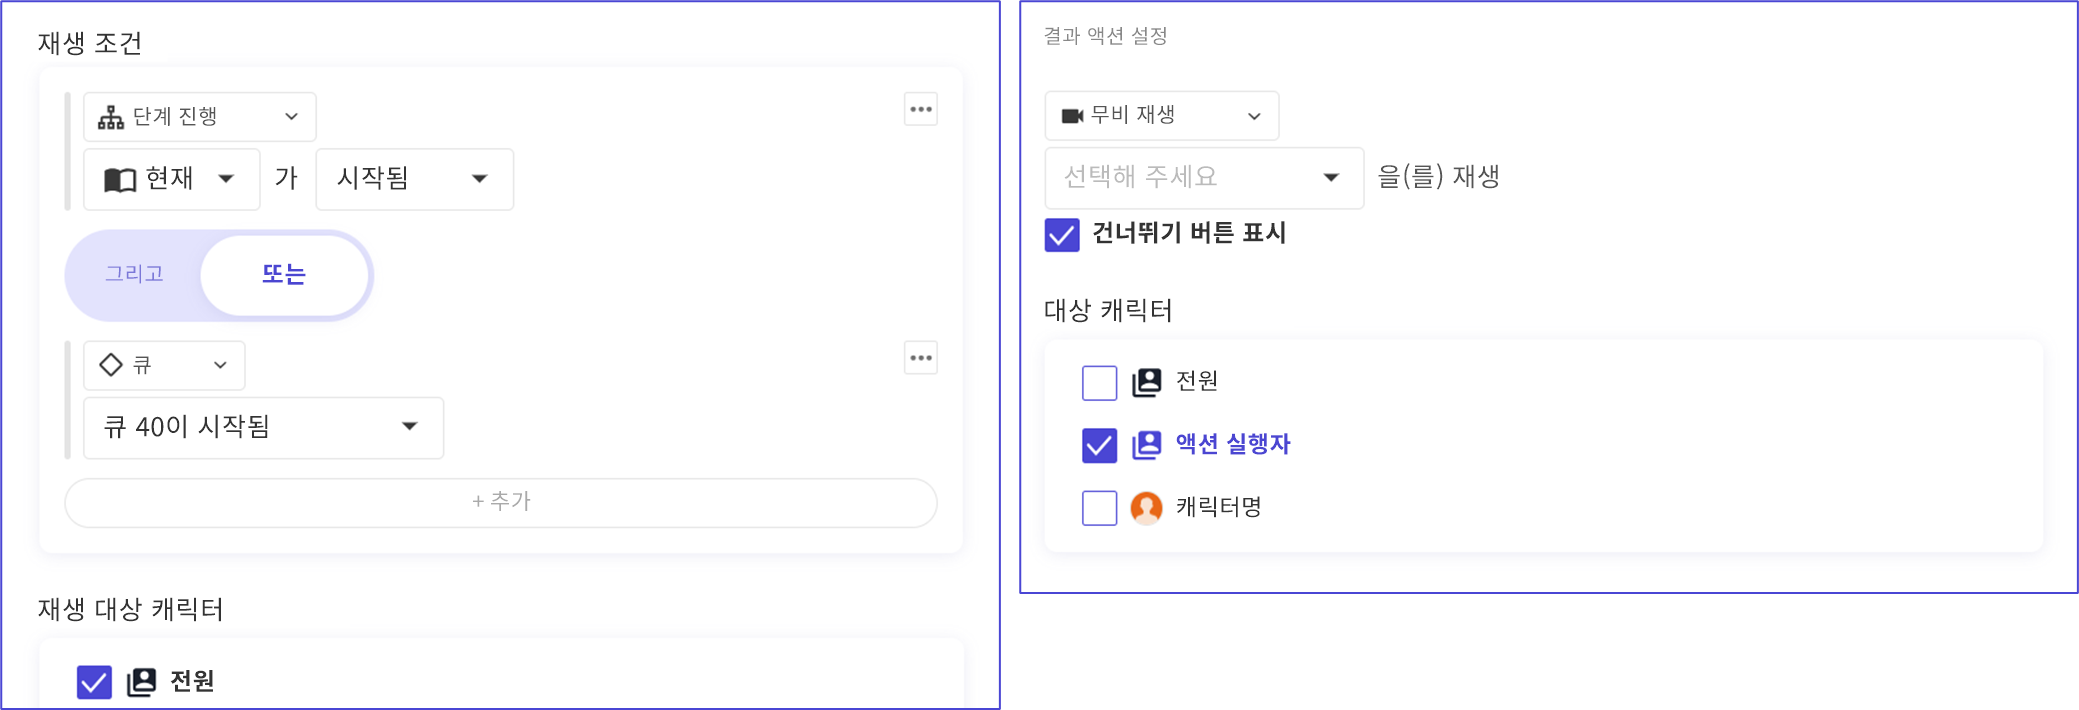 재생 조건
단계 진행
현재 가 시작됨
그리고 또는
큐
큐 40이 시작됨
+ 추가
재생 대상 캐릭터
전원
결과 액션 설정
무비 재생
선택해 주세요 을(를) 재생
건너뛰기 버튼 표시
대상 캐릭터
전원
액션 실행자
캐릭터명